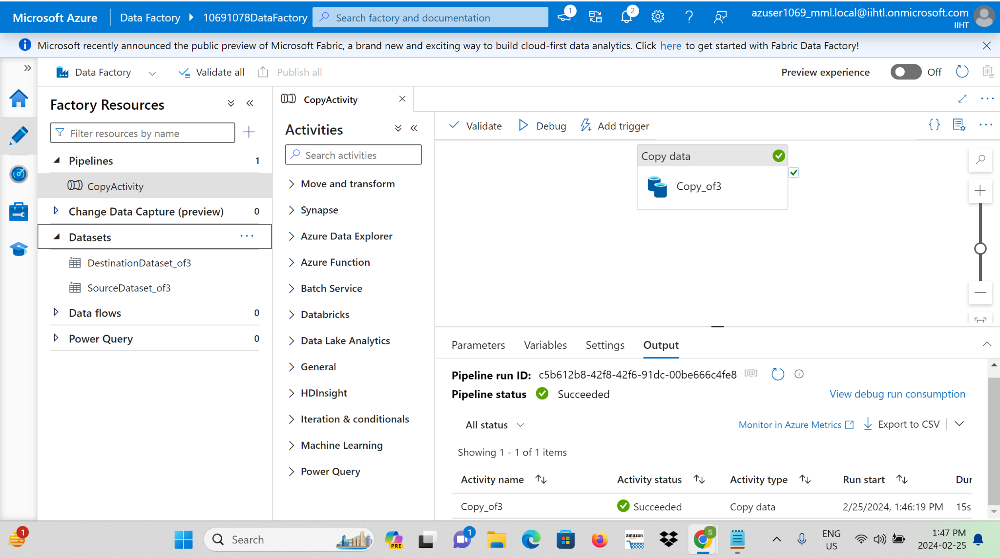 Microsoft Azure
Data Factory
10691078DataFactory
Search factory and documentation
1
2
azuser1069_mml.local@iihtl.onmicrosoft.com
IIHT
Microsoft recently announced the public preview of Microsoft Fabric, a brand new and exciting way to build cloud-first data analytics. Click here to get started with Fabric Data Factory!
Data Factory
Validate all
Publish all
Preview experience
Off
Factory Resources
Filter resources by name
Pipelines 1
CopyActivity
Change Data Capture (preview) 0
Datasets
DestinationDataset_of3
SourceDataset_of3
Data flows 0
Power Query 0
CopyActivity
Activities
Search activities
Move and transform
Synapse
Azure Data Explorer
Azure Function
Batch Service
Databricks
Data Lake Analytics
General
HDInsight
Iteration & conditionals
Machine Learning
Power Query
Validate
Debug
Add trigger
Copy data
Copy_of3
Parameters
Variables
Settings
Output
Pipeline run ID: c5b612b8-42f8-42f6-91dc-00be666c4fe8
Pipeline status Succeeded
View debug run consumption
All status
Monitor in Azure Metrics
Export to CSV
Showing 1 - 1 of 1 items
Activity name Activity status Activity type Run start Dur
Copy_of3 Succeeded Copy data 2/25/2024, 1:46:19 PM 15s
1
Search
PRE
1
amazon
S
ENG
US
1:47 PM
2024-02-25